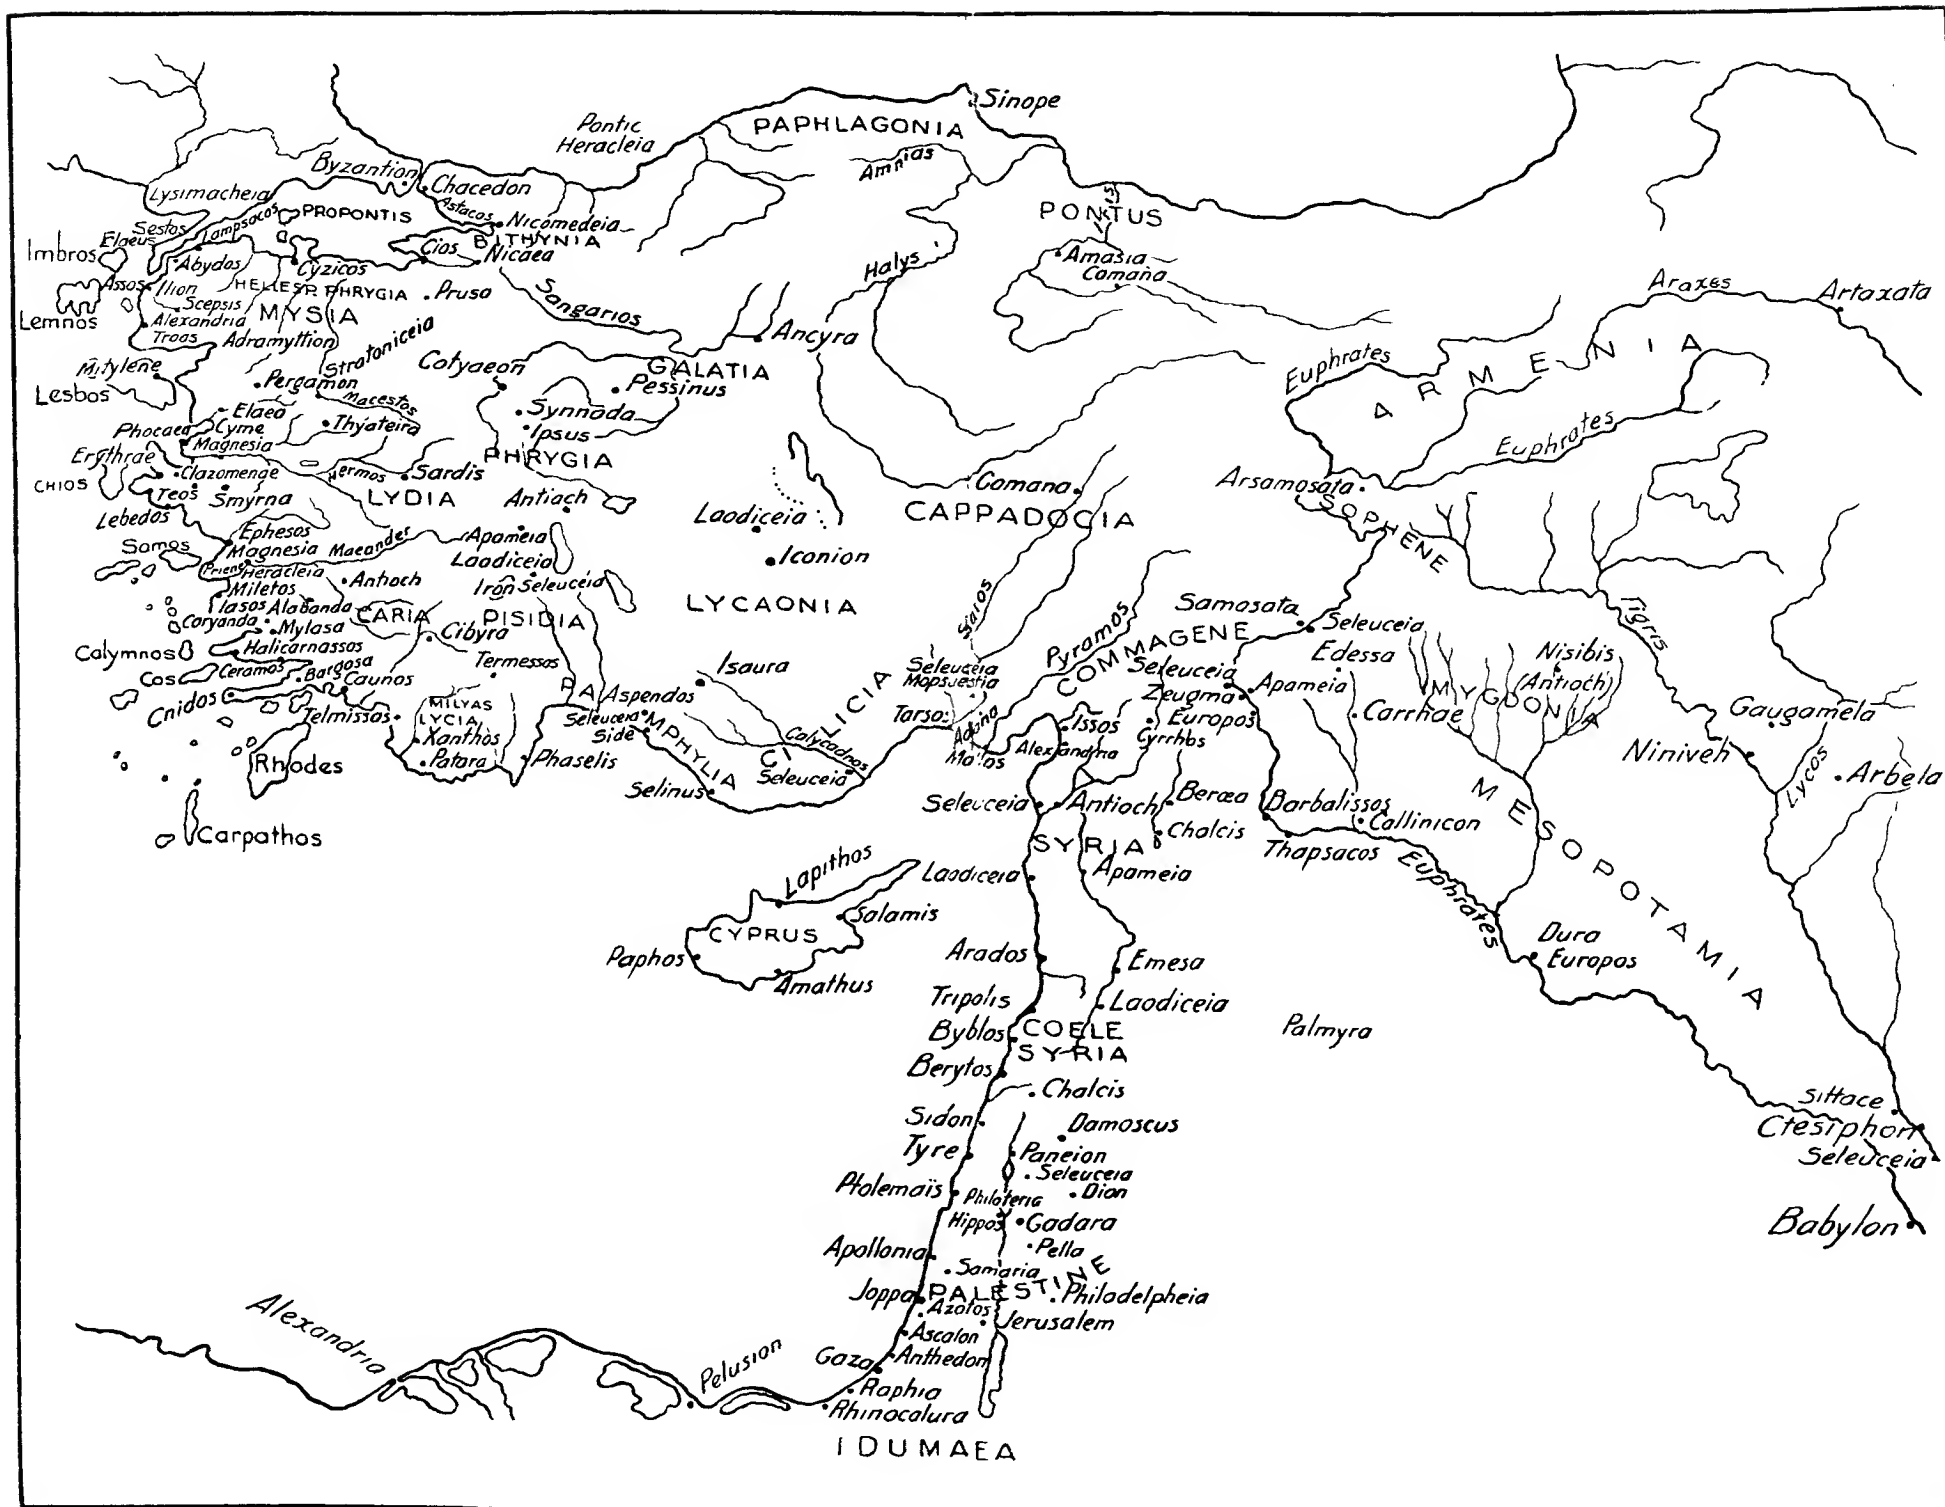 Sinope
PAPHLAGONIA
Pontic
Heracleia
Amnias
Byzantion
Chacedon
Lysimacheia
Astacos
Nicomedeia
PROPONTIS
BITHYNIA
Sestos
Elaeus
Lampsacos
Imbros
Cios
Nicaea
PONTUS
Abydos
Cyzicos
Halys
Amasia
Comana
Assos
Ilion
HELLESP. PHRYGIA
Prusa
Scepsis
MYSIA
Lemnos
Alexandria
Troas
Adramyttion
Stratoniceia
Sangarios
Ancyra
Araxes
Artaxata
Mitylene
Lesbos
Pergamon
Macestos
Cotyaeon
GALATIA
Pessinus
Euphrates
ARMENIA
Elaea
Cyme
Phocaea
Thyateira
Synnada
Ipsus
Magnesia
PHRYGIA
Euphrates
Erythrae
Clazomenae
CHIOS
Hermos
Sardis
Teos
Smyrna
LYDIA
Antiach
Laodiceia
Comana
CAPPADOCIA
Arsamosata
SOPHENE
Lebedos
Ephesos
Samos
Magnesia
Maeander
Apameia
Laodiceia
Iconion
Priene
Heracleia
Antioch
Iron Seleuceia
Miletos
Iasos
Alabanda
CARIA
PISIDIA
LYCAONIA
Siaros
Pyramos
Samosata
Seleuceia
Tigris
Caryanda
Mylasa
Cibyra
Calymnos
Halicarnassos
Ceramos
Bargosa
Termessos
Isaura
COMMAGENE
Edessa
Nisibis
(Antioch)
MYGDONIA
Cos
Cnidos
Caunos
Seleuceia
Mopsuestia
Seleuceia
Zeugma
Apameia
Telmissos
MILYAS
LYCIA
PAMPHYLIA
Aspendos
Seleuceia
Side
CILICIA
Tarsos
Adana
Issos
Europos
Carrhae
Gaugamela
Xanthos
Patara
Phaselis
Calycadnos
Seleuceia
Mallos
Alexandria
Cyrrhos
Niniveh
Lycos
Arbela
Rhodes
Selinus
Seleuceia
Antioch
Beroea
Barbalissos
Callinicon
MESOPOTAMIA
Carpathos
Chalcis
SYRIA
Thapsacos
Euphrates
Lapithos
Laodiceia
Apameia
Salamis
CYPRUS
Paphos
Amathus
Arados
Emesa
Dura
Europos
Tripolis
Laodiceia
Byblos
COELE
SYRIA
Palmyra
Berytos
Chalcis
Sidon
Damascus
Sittace
Ctesiphon
Seleuceia
Tyre
Paneion
Seleuceia
Ptolemaïs
Philoteria
Dion
Hippos
Gadara
Babylon
Apollonia
Pella
Samaria
Joppa
PALESTINE
Philadelpheia
Azotos
Jerusalem
Ascalon
Alexandria
Pelusion
Gaza
Anthedon
Raphia
Rhinocalura
IDUMAEA